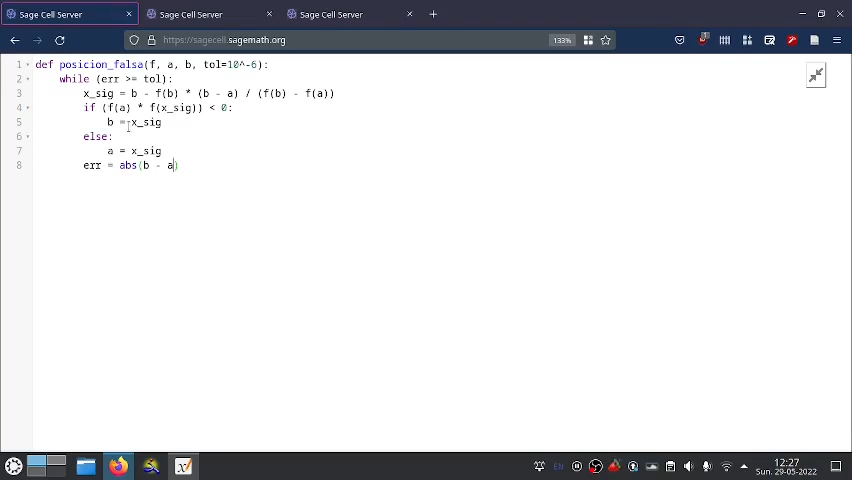 Sage Cell Server
Sage Cell Server
Sage Cell Server
https://sagecell.sagemath.org
133%
1 def posicion_falsa(f, a, b, tol=10^-6):
2 while (err >= tol):
3 x_sig = b - f(b) * (b - a) / (f(b) - f(a))
4 if (f(a) * f(x_sig)) < 0:
5 b = x_sig
6 else:
7 a = x_sig
8 err = abs(b - a)
EN
12:27
Sun. 29-05-2022